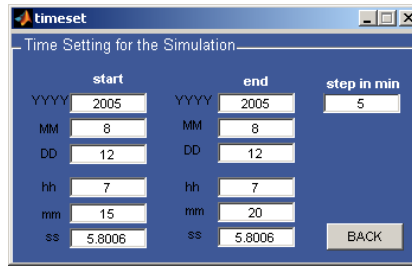 timeset
Time Setting for the Simulation
start end step in min
YYYY 2005 YYYY 2005 5
MM 8 MM 8
DD 12 DD 12
hh 7 hh 7
mm 15 mm 20
ss 5.8006 ss 5.8006 BACK